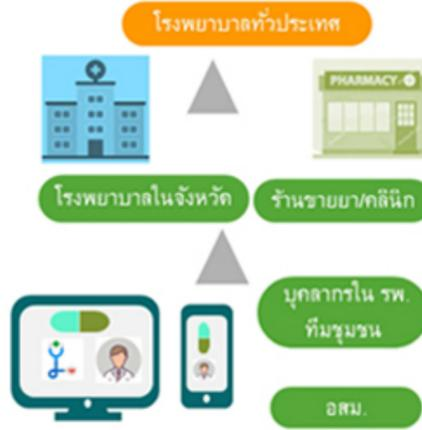 โรงพยาบาลทั่วประเทศ
PHARMACY
โรงพยาบาลในจังหวัด
ร้านขายยา/คลินิก
บุคลากรใน รพ.
ทีมชุมชน
อสม.